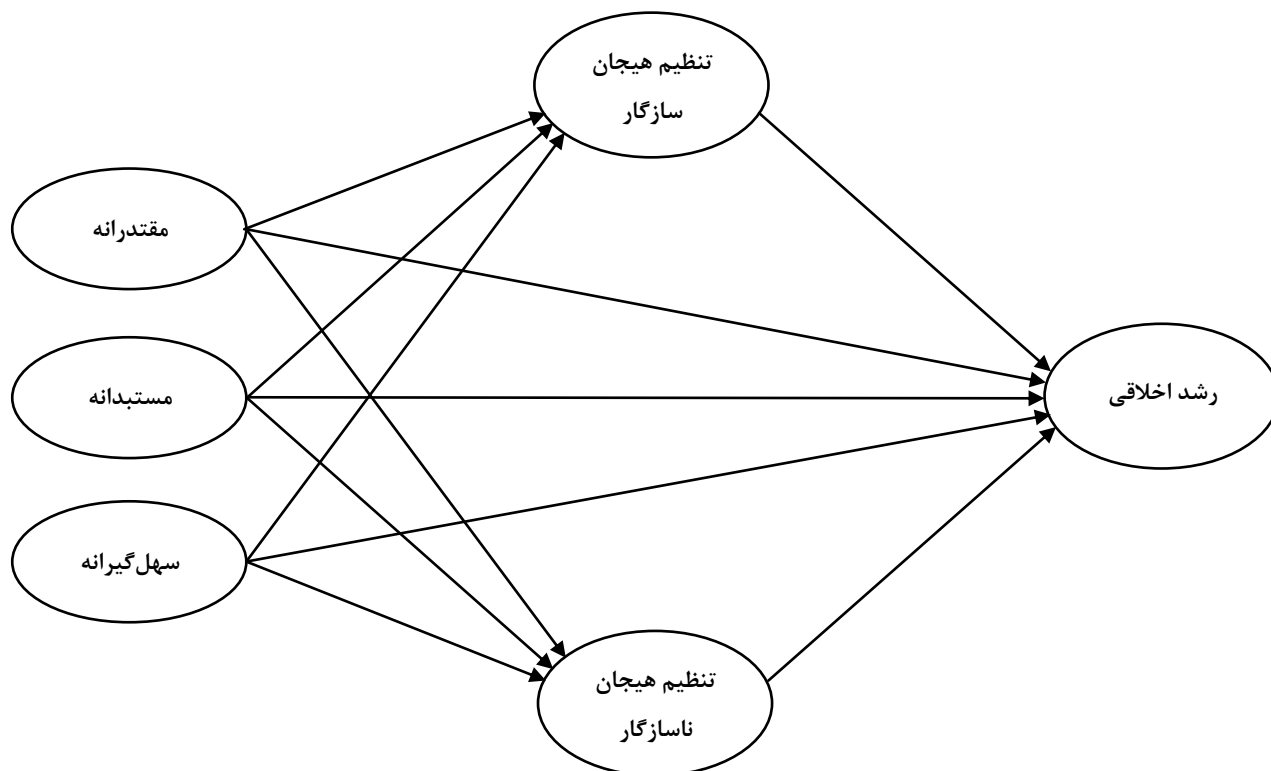 تنظیم هیجان
سازگار
مقتدرانه
مستبدانه
رشد اخلاقی
سهل‌گیرانه
تنظیم هیجان
ناسازگار